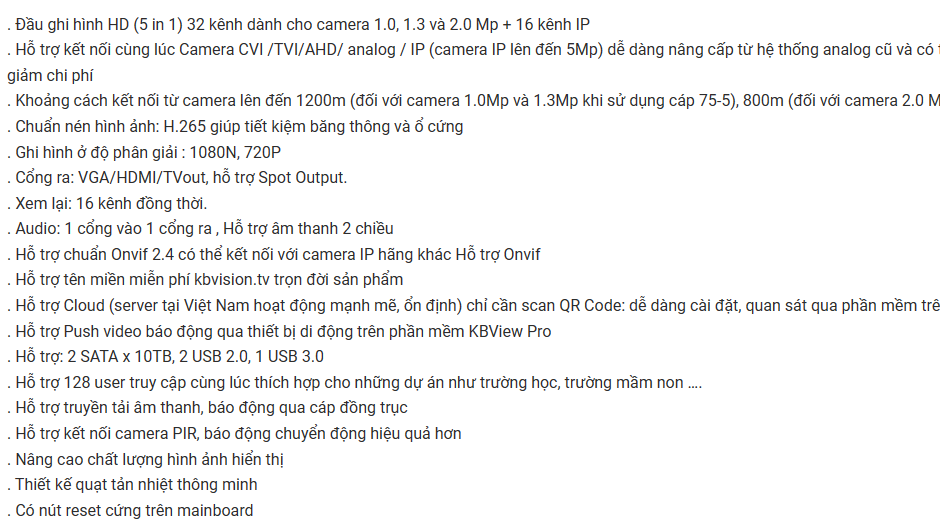 . Đầu ghi hình HD (5 in 1) 32 kênh dành cho camera 1.0, 1.3 và 2.0 Mp + 16 kênh IP
. Hỗ trợ kết nối cùng lúc Camera CVI /TVI/AHD/ analog / IP (camera IP lên đến 5Mp) dễ dàng nâng cấp từ hệ thống analog cũ và có
giảm chi phí
. Khoảng cách kết nối từ camera lên đến 1200m (đối với camera 1.0Mp và 1.3Mp khi sử dụng cáp 75-5), 800m (đối với camera 2.0 M
. Chuẩn nén hình ảnh: H.265 giúp tiết kiệm băng thông và ổ cứng
. Ghi hình ở độ phân giải : 1080N, 720P
. Cổng ra: VGA/HDMI/TVout, hỗ trợ Spot Output.
. Xem lại: 16 kênh đồng thời.
. Audio: 1 cổng vào 1 cổng ra , Hỗ trợ âm thanh 2 chiều
. Hỗ trợ chuẩn Onvif 2.4 có thể kết nối với camera IP hãng khác Hỗ trợ Onvif
. Hỗ trợ tên miền miễn phí kbvision.tv trọn đời sản phẩm
. Hỗ trợ Cloud (server tại Việt Nam hoạt động mạnh mẽ, ổn định) chỉ cần scan QR Code: dễ dàng cài đặt, quan sát qua phần mềm trê
. Hỗ trợ Push video báo động qua thiết bị di động trên phần mềm KBView Pro
. Hỗ trợ: 2 SATA x 10TB, 2 USB 2.0, 1 USB 3.0
. Hỗ trợ 128 user truy cập cùng lúc thích hợp cho những dự án như trường học, trường mầm non ….
. Hỗ trợ truyền tải âm thanh, báo động qua cáp đồng trục
. Hỗ trợ kết nối camera PIR, báo động chuyển động hiệu quả hơn
. Nâng cao chất lượng hình ảnh hiển thị
. Thiết kế quạt tản nhiệt thông minh
. Có nút reset cứng trên mainboard